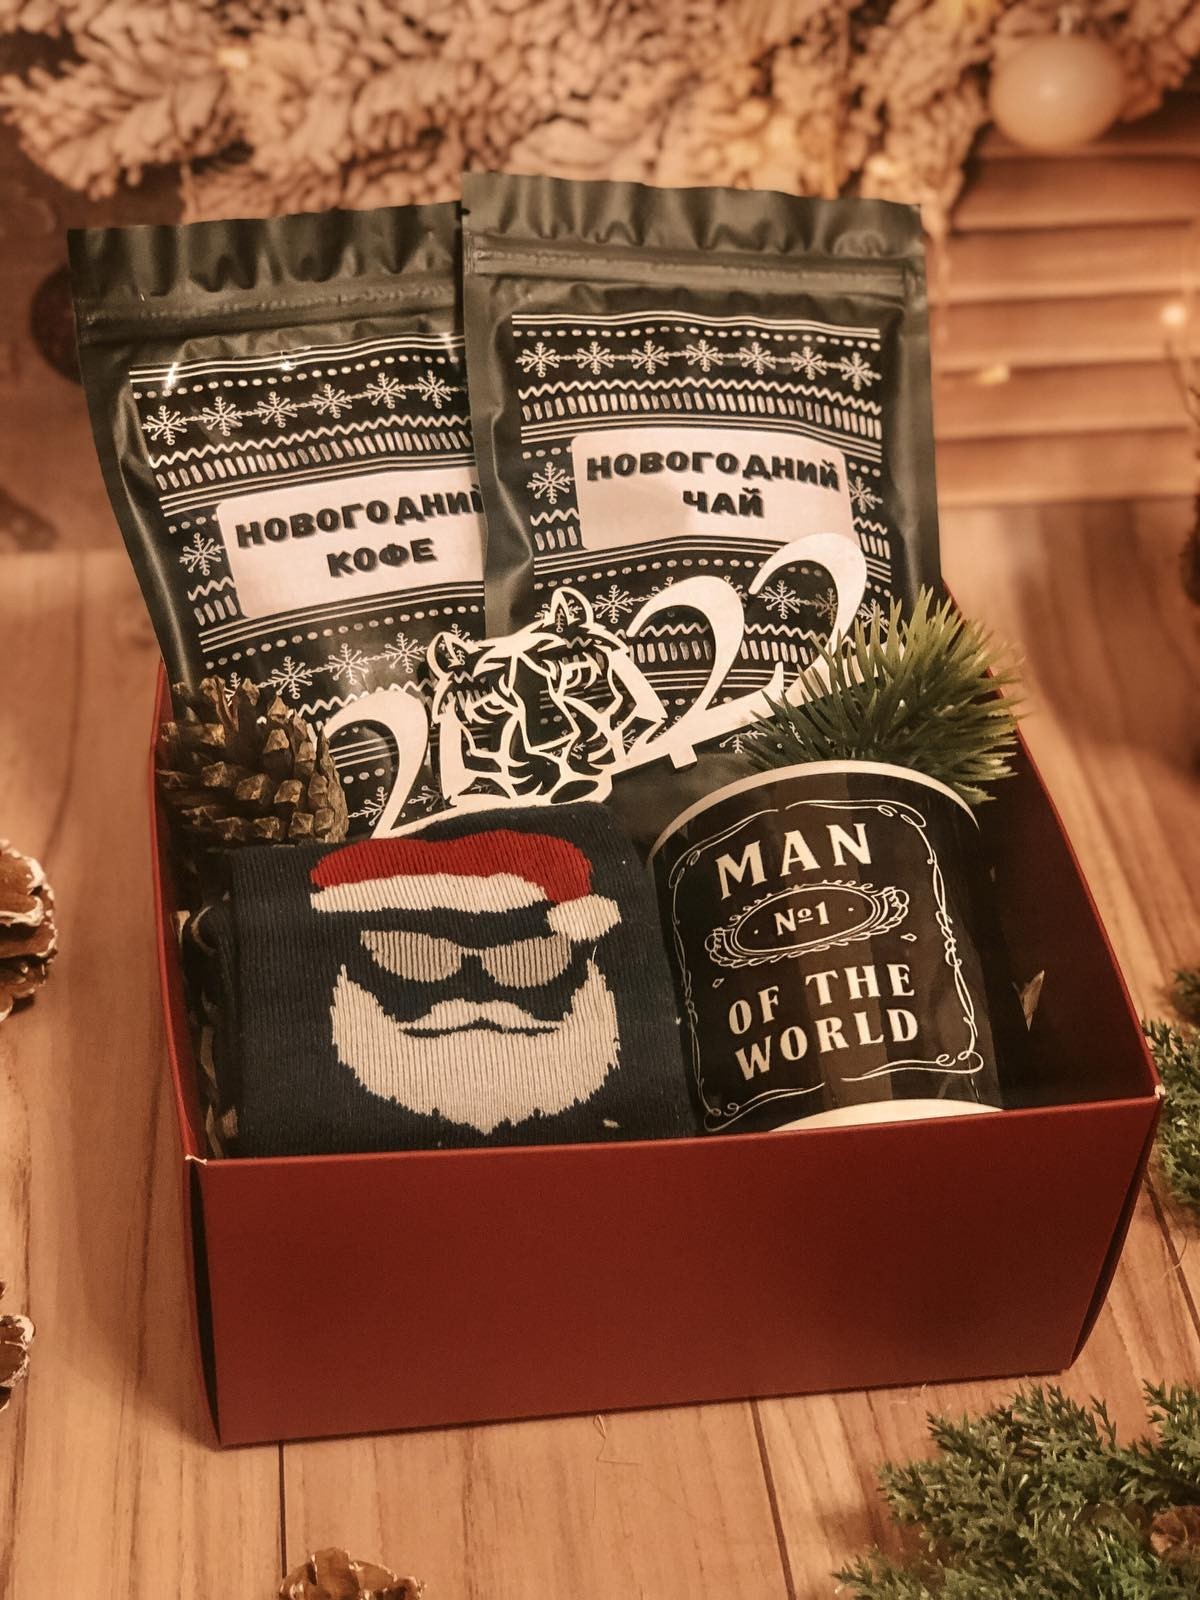 НОВОГОДНИЙ
КОФЕ
НОВОГОДНИЙ
ЧАЙ
2022
MAN
№1
OF THE
WORLD